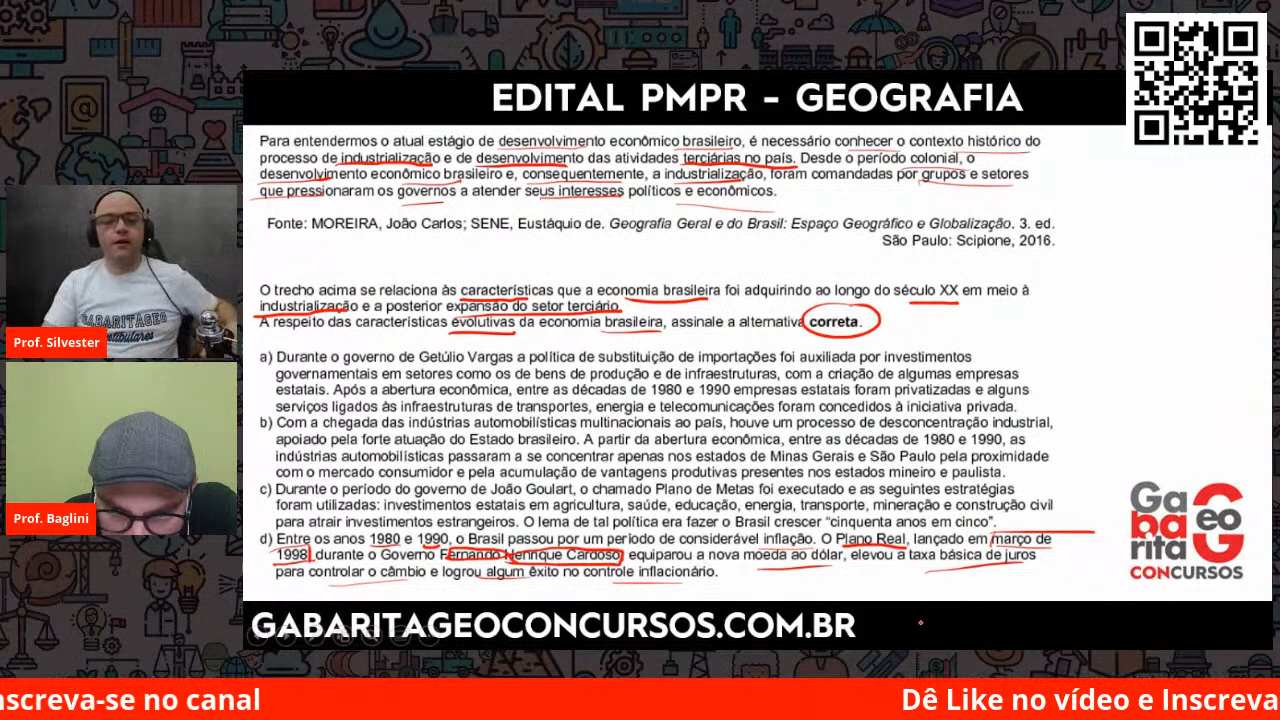 EDITAL PMPR - GEOGRAFIA
Para entendermos o atual estágio de desenvolvimento econômico brasileiro, é necessário conhecer o contexto histórico do
processo de industrialização e de desenvolvimento das atividades terciárias no país. Desde o período colonial, o
desenvolvimento econômico brasileiro e, consequentemente, a industrialização, foram comandadas por grupos e setores
que pressionaram os governos a atender seus interesses políticos e econômicos.
Fonte: MOREIRA, João Carlos; SENE, Eustáquio de. Geografia Geral e do Brasil: Espaço Geográfico e Globalização. 3. ed.
São Paulo: Scipione, 2016.
O trecho acima se relaciona às características que a economia brasileira foi adquirindo ao longo do século XX em meio à
industrialização e a posterior expansão do setor terciário.
A respeito das características evolutivas da economia brasileira, assinale a alternativa correta.
a) Durante o governo de Getúlio Vargas a política de substituição de importações foi auxiliada por investimentos
governamentais em setores como os de bens de produção e de infraestruturas, com a criação de algumas empresas
estatais. Após a abertura econômica, entre as décadas de 1980 e 1990 empresas estatais foram privatizadas e alguns
serviços ligados às infraestruturas de transportes, energia e telecomunicações foram concedidos à iniciativa privada.
b) Com a chegada das indústrias automobilísticas multinacionais ao país, houve um processo de desconcentração industrial,
apoiado pela forte atuação do Estado brasileiro. A partir da abertura econômica, entre as décadas de 1980 e 1990, as
indústrias automobilísticas passaram a se concentrar apenas nos estados de Minas Gerais e São Paulo pela proximidade
com o mercado consumidor e pela acumulação de vantagens produtivas presentes nos estados mineiro e paulista.
c) Durante o período do governo de João Goulart, o chamado Plano de Metas foi executado e as seguintes estratégias
foram utilizadas: investimentos estatais em agricultura, saúde, educação, energia, transporte, mineração e construção civil
para atrair investimentos estrangeiros. O lema de tal política era fazer o Brasil crescer “cinquenta anos em cinco”.
d) Entre os anos 1980 e 1990, o Brasil passou por um período de considerável inflação. O Plano Real, lançado em março de
1998, durante o Governo Fernando Henrique Cardoso, equiparou a nova moeda ao dólar, elevou a taxa básica de juros
para controlar o câmbio e logrou algum êxito no controle inflacionário.
GABARITAGEO
Vestibulares
Prof. Silvester
Prof. Baglini
Gabarita Geo
CONCURSOS
GABARITAGEOCONCURSOS.COM.BR
nscreva-se no canal
Dê Like no vídeo e Inscreva